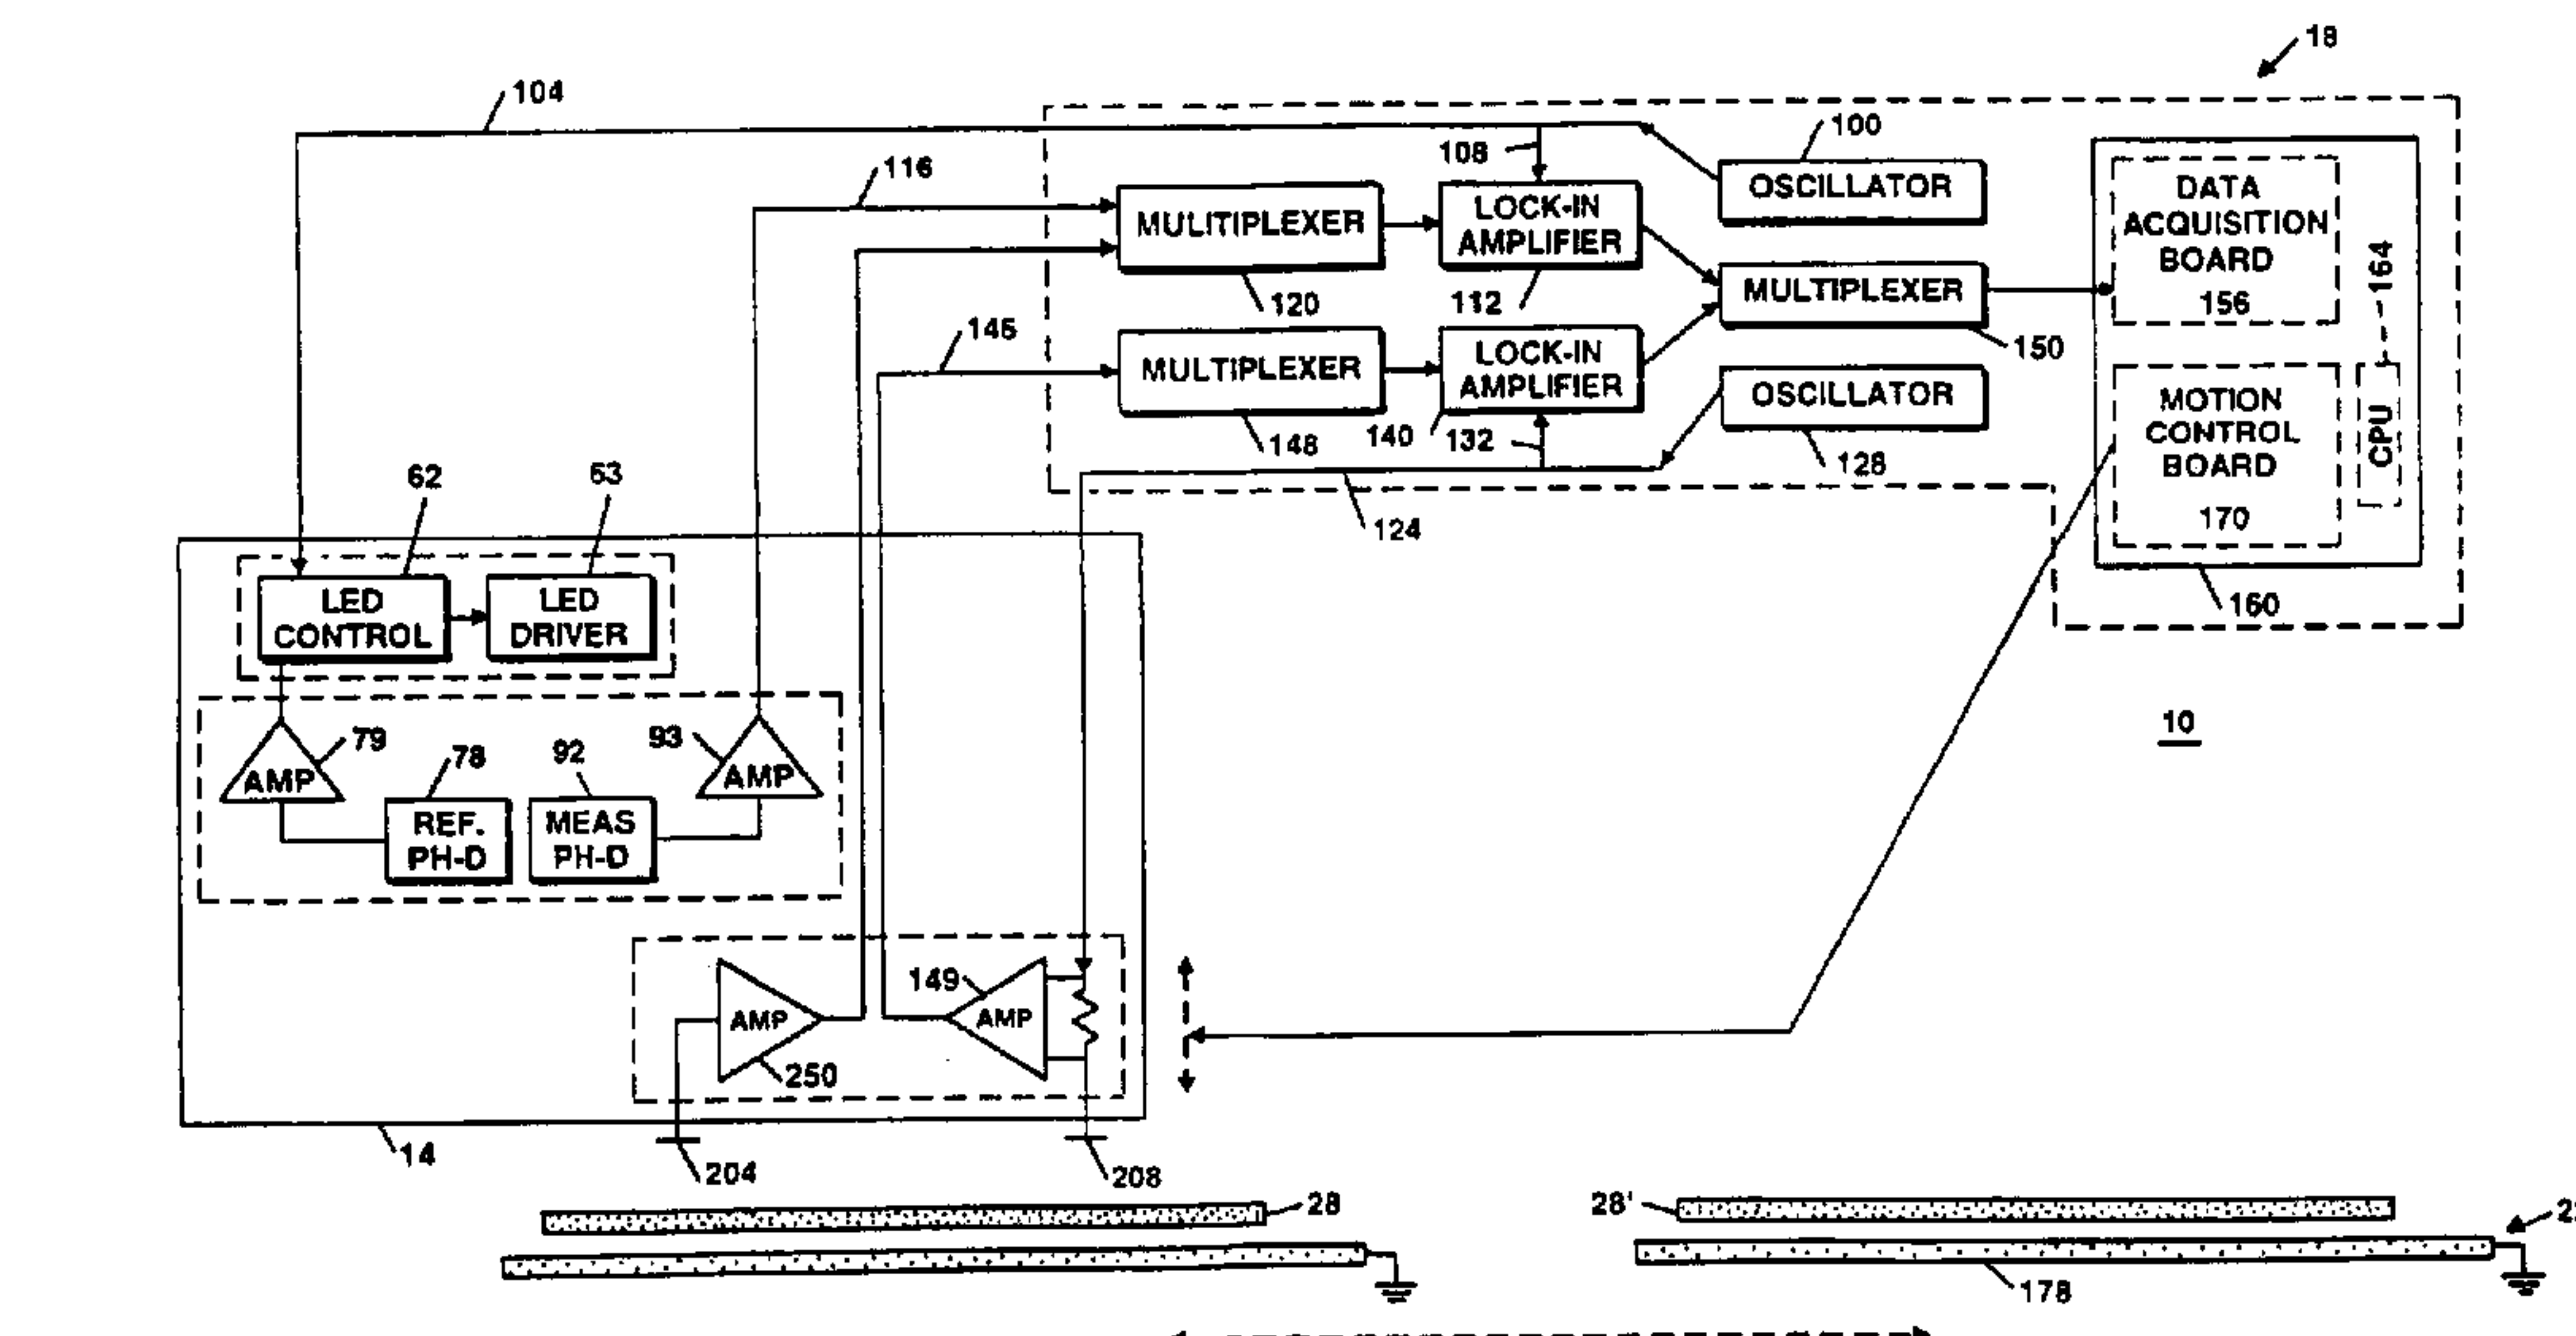 18
104
100
108
116
OSCILLATOR
DATA
ACQUISITION
BOARD
156
164
MULITIPLEXER
LOCK-IN
AMPLIFIER
120
112
MULTIPLEXER
150
146
MULTIPLEXER
LOCK-IN
AMPLIFIER
OSCILLATOR
MOTION
CONTROL
BOARD
170
CPU
148
140
132
128
124
160
62
63
LED
CONTROL
LED
DRIVER
10
79
AMP
78
92
93
AMP
REF.
PH-D
MEAS
PH-D
149
AMP
AMP
250
14
204
208
28
28'
178